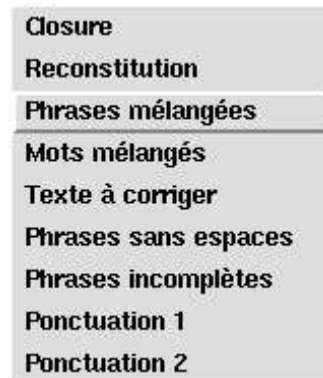 Closure
Reconstitution
Phrases mélangées
Mots mélangés
Texte à corriger
Phrases sans espaces
Phrases incomplètes
Ponctuation 1
Ponctuation 2